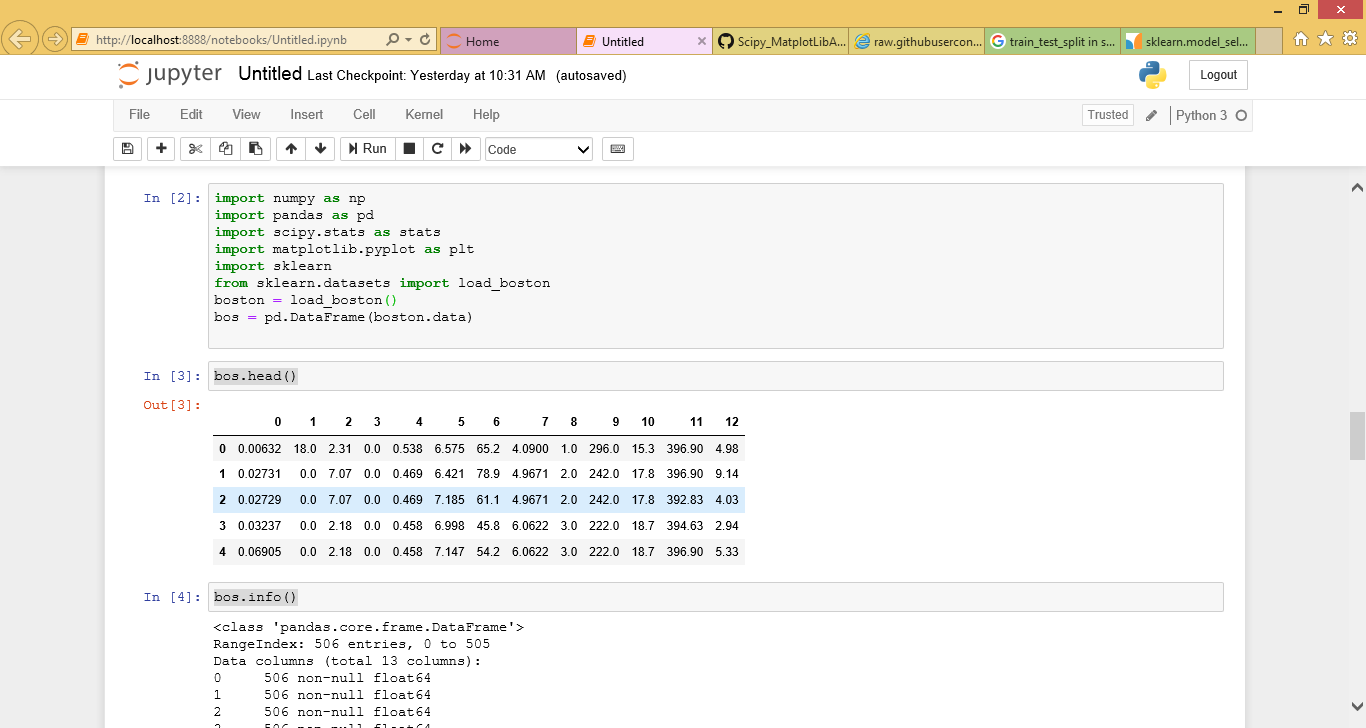 http://localhost:8888/notebooks/Untitled.ipynb
Home
Untitled
Scipy_MatplotLibA...
raw.githubusercon...
train_test_split in s...
sklearn.model_sel...
jupyter Untitled Last Checkpoint: Yesterday at 10:31 AM (autosaved)
Logout
File Edit View Insert Cell Kernel Help
Trusted
Python 3
Run
Code
In [2]:
import numpy as np
import pandas as pd
import scipy.stats as stats
import matplotlib.pyplot as plt
import sklearn
from sklearn.datasets import load_boston
boston = load_boston()
bos = pd.DataFrame(boston.data)
In [3]: bos.head()
Out[3]:
0 1 2 3 4 5 6 7 8 9 10 11 12
0 0.00632 18.0 2.31 0.0 0.538 6.575 65.2 4.0900 1.0 296.0 15.3 396.90 4.98
1 0.02731 0.0 7.07 0.0 0.469 6.421 78.9 4.9671 2.0 242.0 17.8 396.90 9.14
2 0.02729 0.0 7.07 0.0 0.469 7.185 61.1 4.9671 2.0 242.0 17.8 392.83 4.03
3 0.03237 0.0 2.18 0.0 0.458 6.998 45.8 6.0622 3.0 222.0 18.7 394.63 2.94
4 0.06905 0.0 2.18 0.0 0.458 7.147 54.2 6.0622 3.0 222.0 18.7 396.90 5.33
In [4]: bos.info()
<class 'pandas.core.frame.DataFrame'>
RangeIndex: 506 entries, 0 to 505
Data columns (total 13 columns):
0 506 non-null float64
1 506 non-null float64
2 506 non-null float64